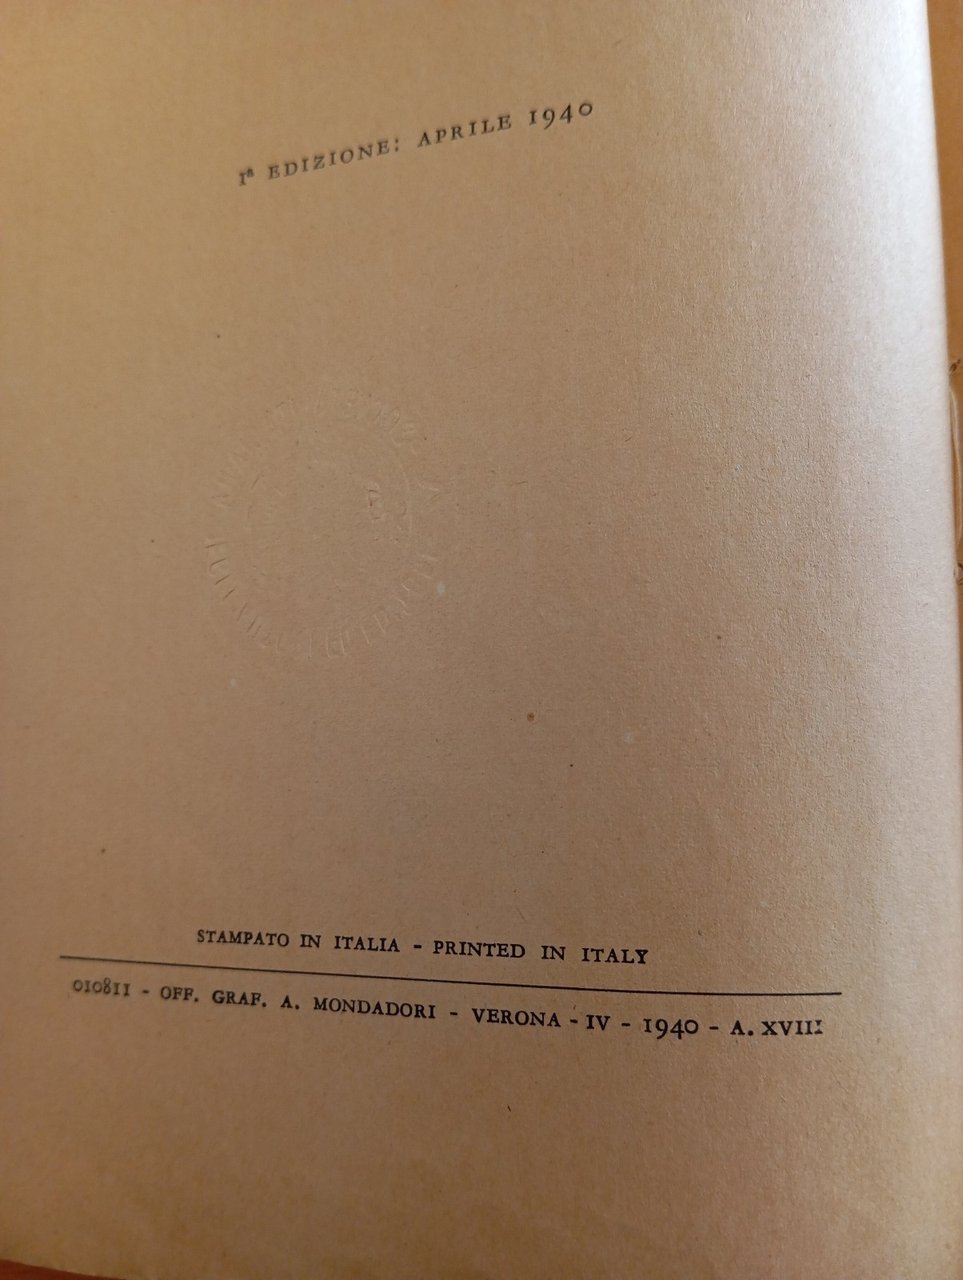 1ª EDIZIONE: APRILE 1940
STAMPATO IN ITALIA - PRINTED IN ITALY
010811 - OFF. GRAF. A. MONDADORI - VERONA - IV - 1940 - A. XVIII